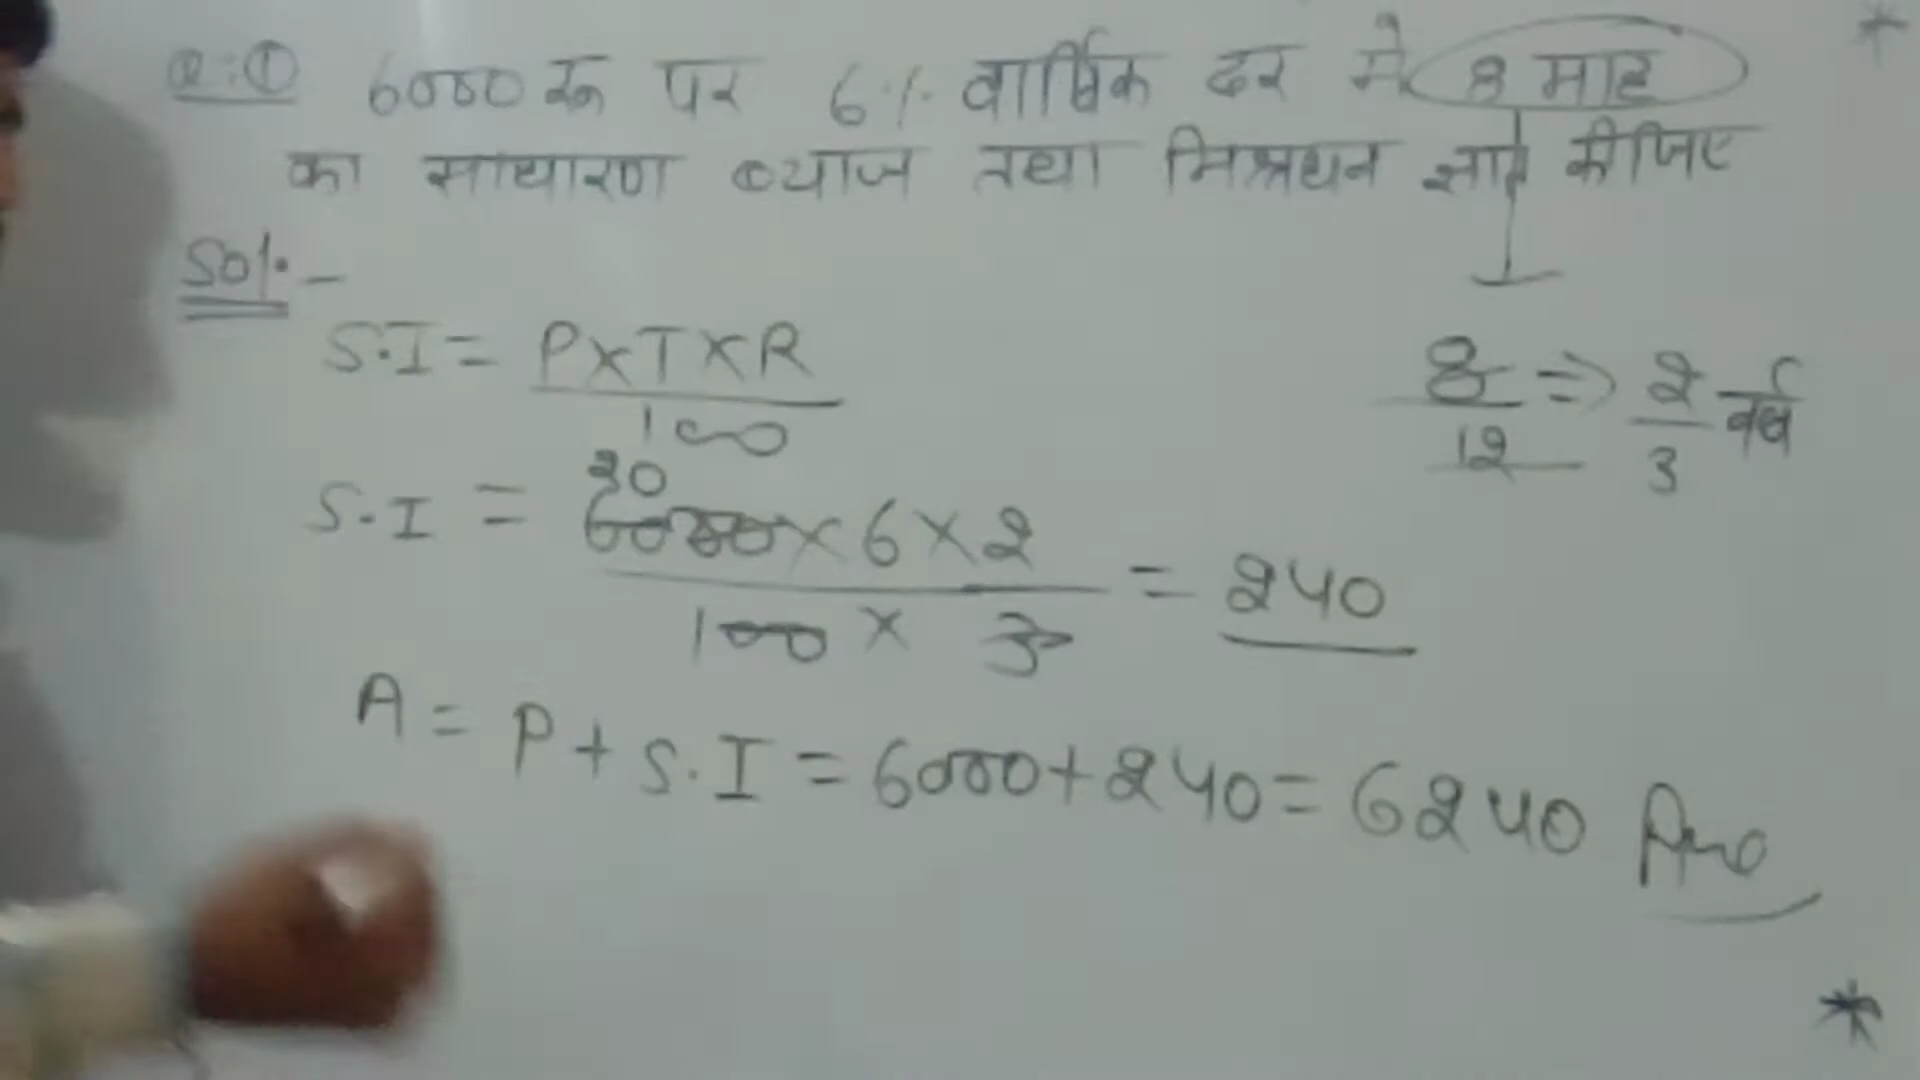 Q:① 6000 रू पर 6% वार्षिक दर से 8 माह
का साधारण ब्याज तथा मिश्रधन ज्ञात कीजिए
Sol:-
S.I = P×T×R
100
8/12 ⇒ 2/3 वर्ष
20
S.I = 6000×6×2 = 240
100 × 3
A = P + S.I = 6000+240= 6240 Ans